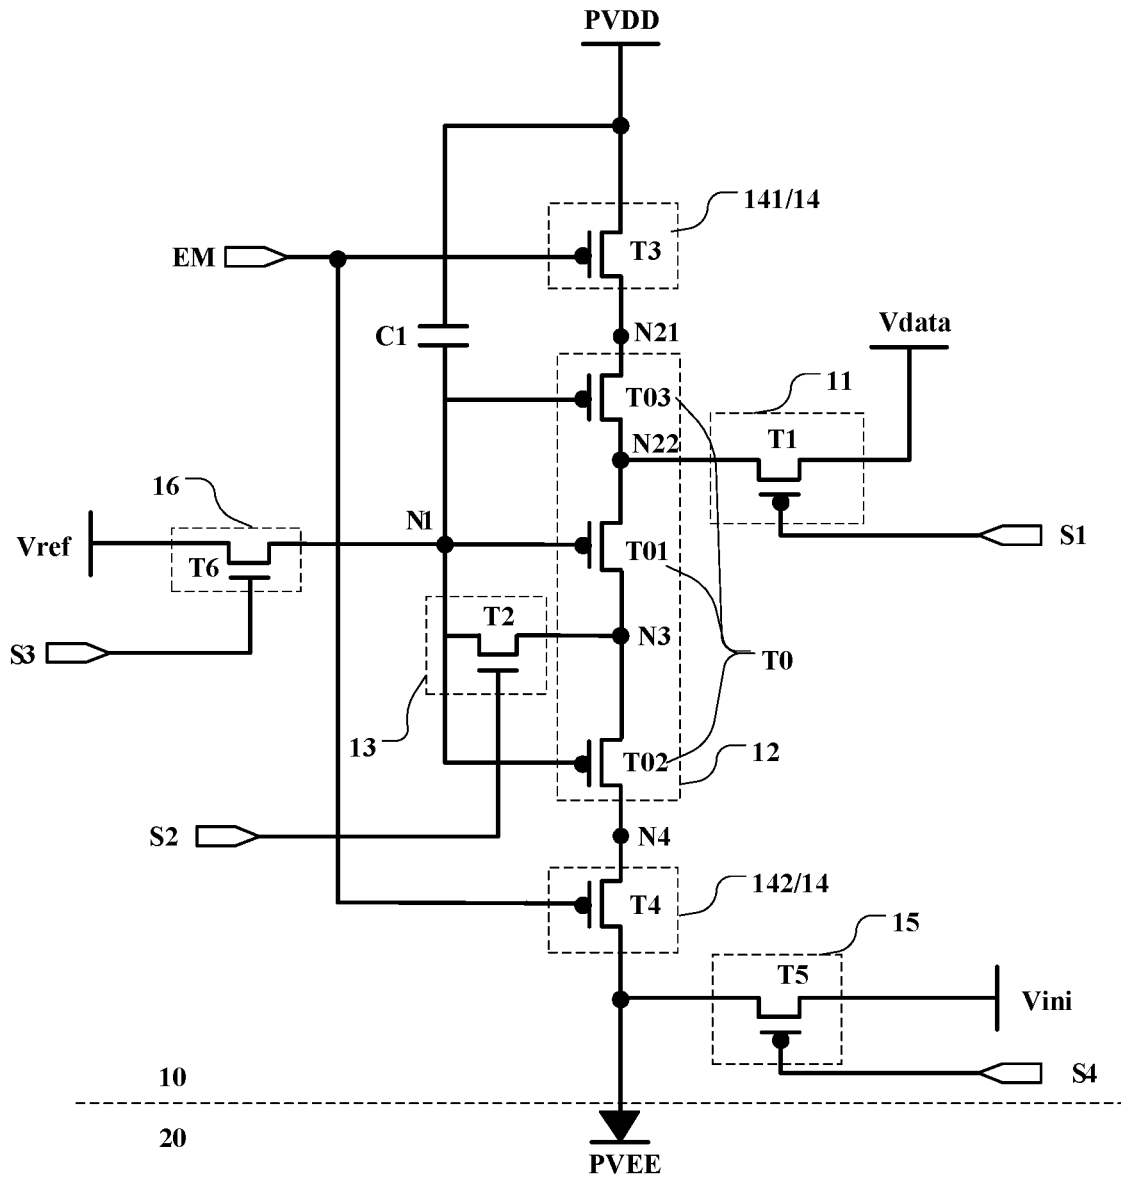 PVDD
141/14
T3
EM
N21
C1
Vdata
11
T03
T1
N22
16
N1
S1
Vref
T6
T01
T2
N3
S3
T0
13
T02
12
S2
N4
142/14
T4
15
T5
Vini
10
S4
20
PVEE